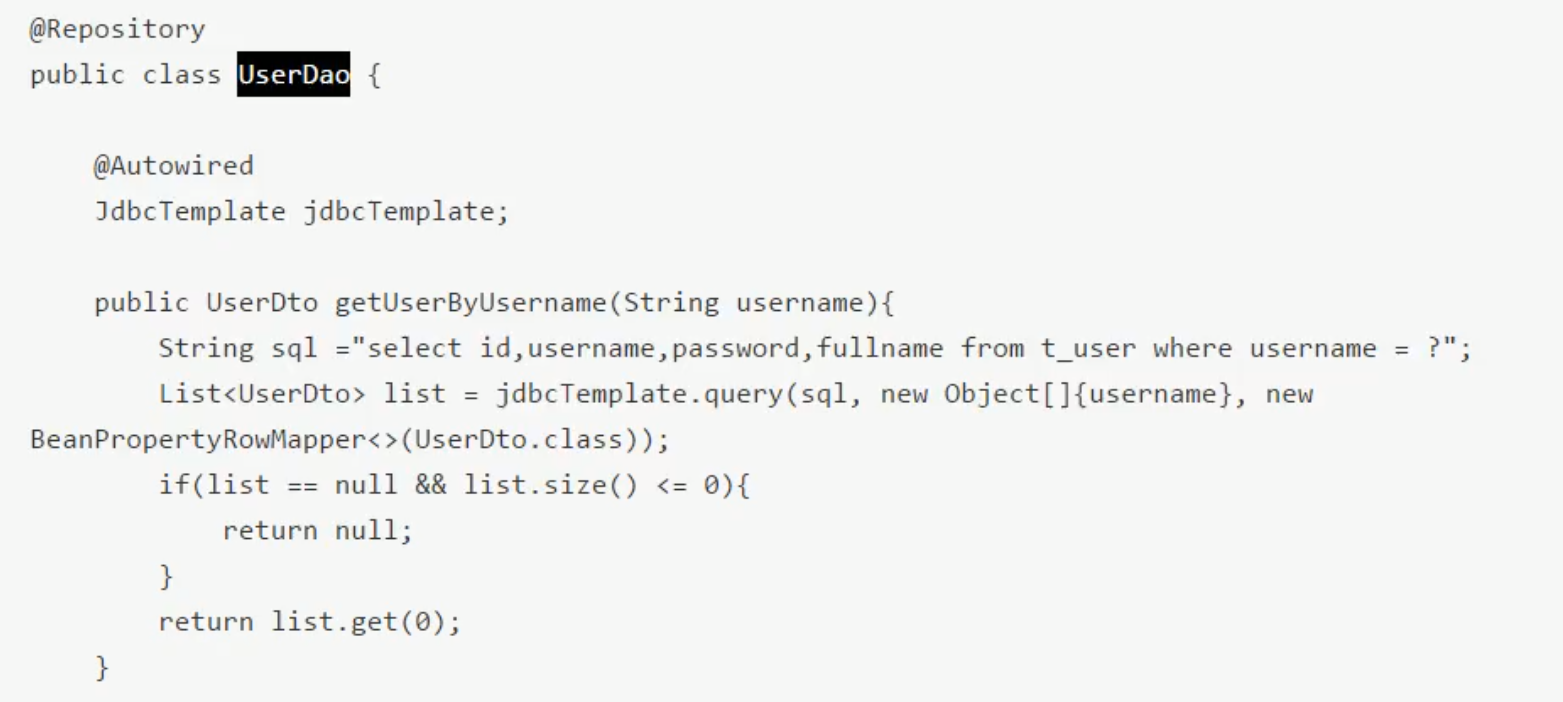 @Repository
public class UserDao {
@Autowired
JdbcTemplate jdbcTemplate;
public UserDto getUserByUsername(String username){
String sql ="select id,username,password,fullname from t_user where username = ?";
List<UserDto> list = jdbcTemplate.query(sql, new Object[]{username}, new
BeanPropertyRowMapper<>(UserDto.class));
if(list == null && list.size() <= 0){
return null;
}
return list.get(0);
}